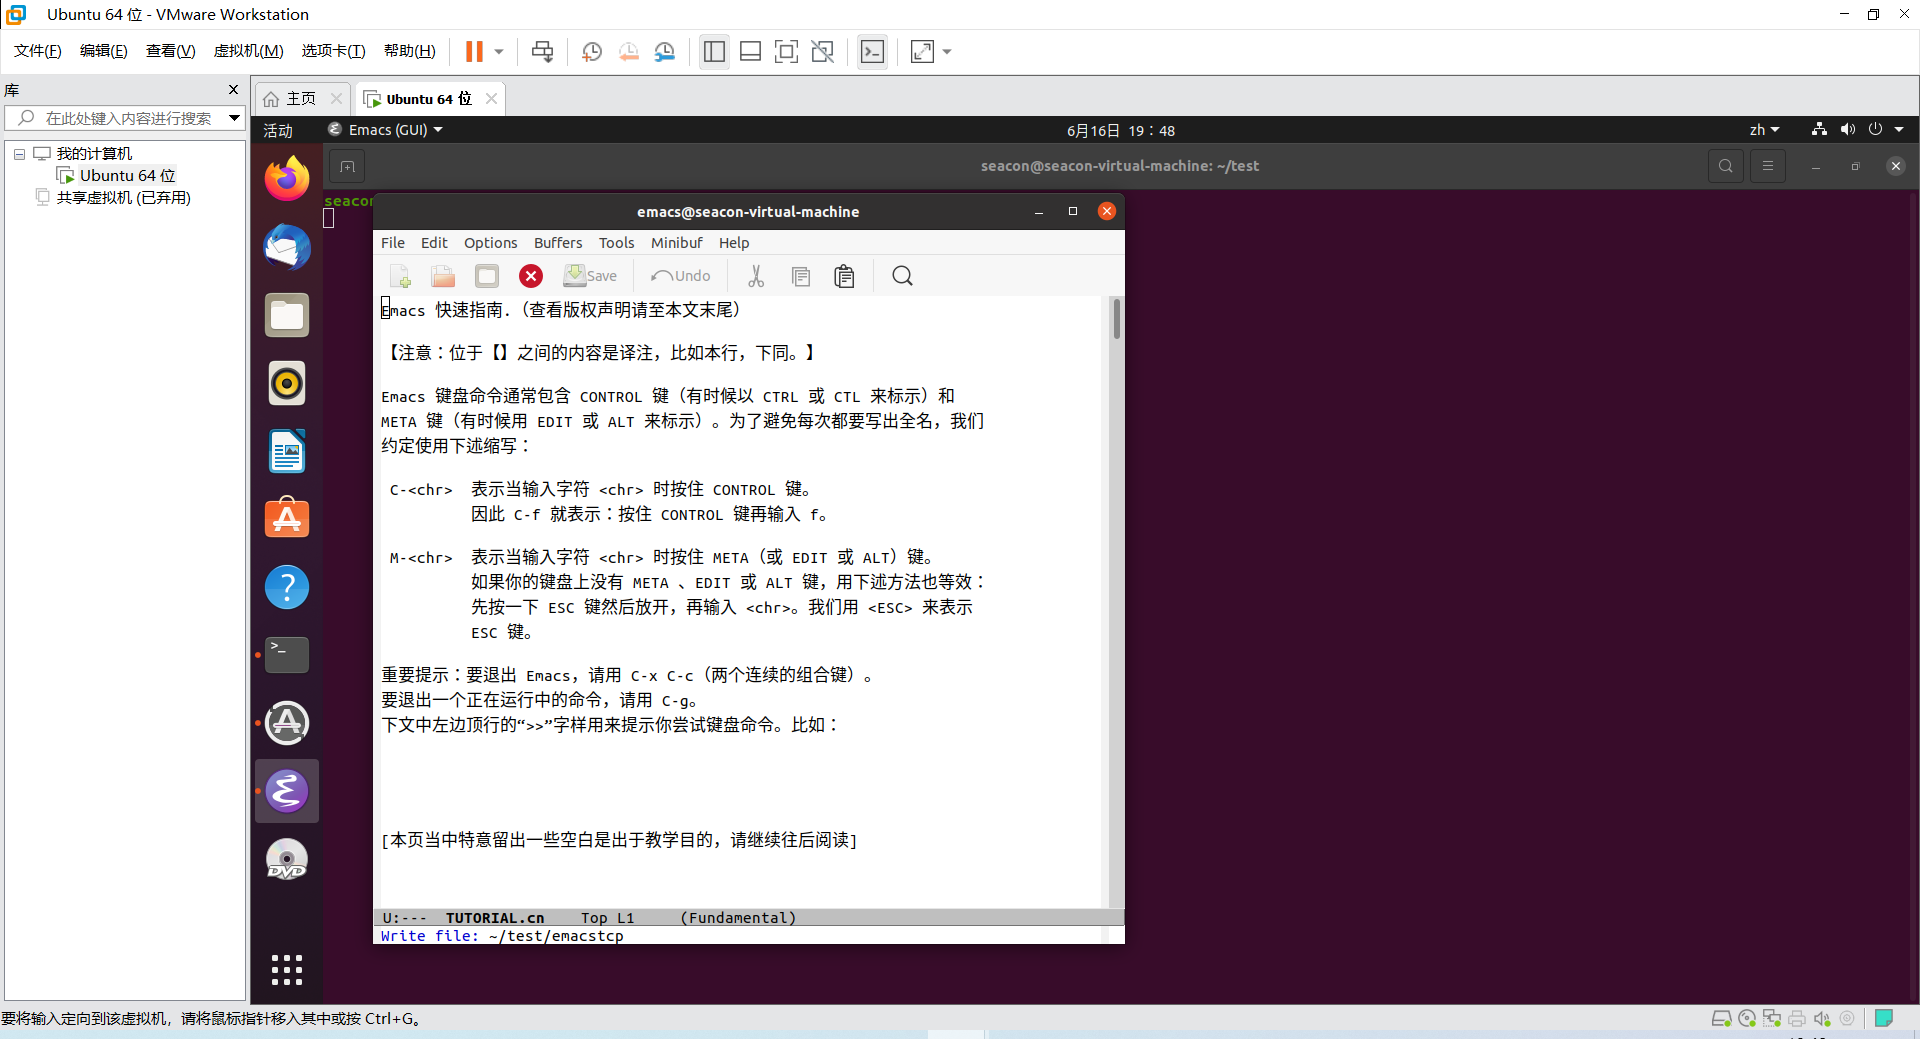 Ubuntu 64 位 - VMware Workstation
文件(F) 编辑(E) 查看(V) 虚拟机(M) 选项卡(T) 帮助(H)
库
在此处键入内容进行搜索
我的计算机
Ubuntu 64 位
共享虚拟机 (已弃用)
主页 Ubuntu 64 位
活动 Emacs (GUI) 6月16日 19：48 zh
seacon@seacon-virtual-machine: ~/test
seacon
emacs@seacon-virtual-machine
File Edit Options Buffers Tools Minibuf Help
Save Undo
Emacs 快速指南.（查看版权声明请至本文末尾）
【注意：位于【】之间的内容是译注，比如本行，下同。】
Emacs 键盘命令通常包含 CONTROL 键（有时候以 CTRL 或 CTL 来标示）和
META 键（有时候用 EDIT 或 ALT 来标示）。为了避免每次都要写出全名，我们
约定使用下述缩写：
C-<chr> 表示当输入字符 <chr> 时按住 CONTROL 键。
因此 C-f 就表示：按住 CONTROL 键再输入 f。
M-<chr> 表示当输入字符 <chr> 时按住 META（或 EDIT 或 ALT）键。
如果你的键盘上没有 META 、EDIT 或 ALT 键，用下述方法也等效：
先按一下 ESC 键然后放开，再输入 <chr>。我们用 <ESC> 来表示
ESC 键。
重要提示：要退出 Emacs，请用 C-x C-c（两个连续的组合键）。
要退出一个正在运行中的命令，请用 C-g。
下文中左边顶行的“>>”字样用来提示你尝试键盘命令。比如：
[本页当中特意留出一些空白是出于教学目的，请继续往后阅读]
U:--- TUTORIAL.cn Top L1 (Fundamental)
Write file: ~/test/emacstcp
DVD
要将输入定向到该虚拟机，请将鼠标指针移入其中或按 Ctrl+G。